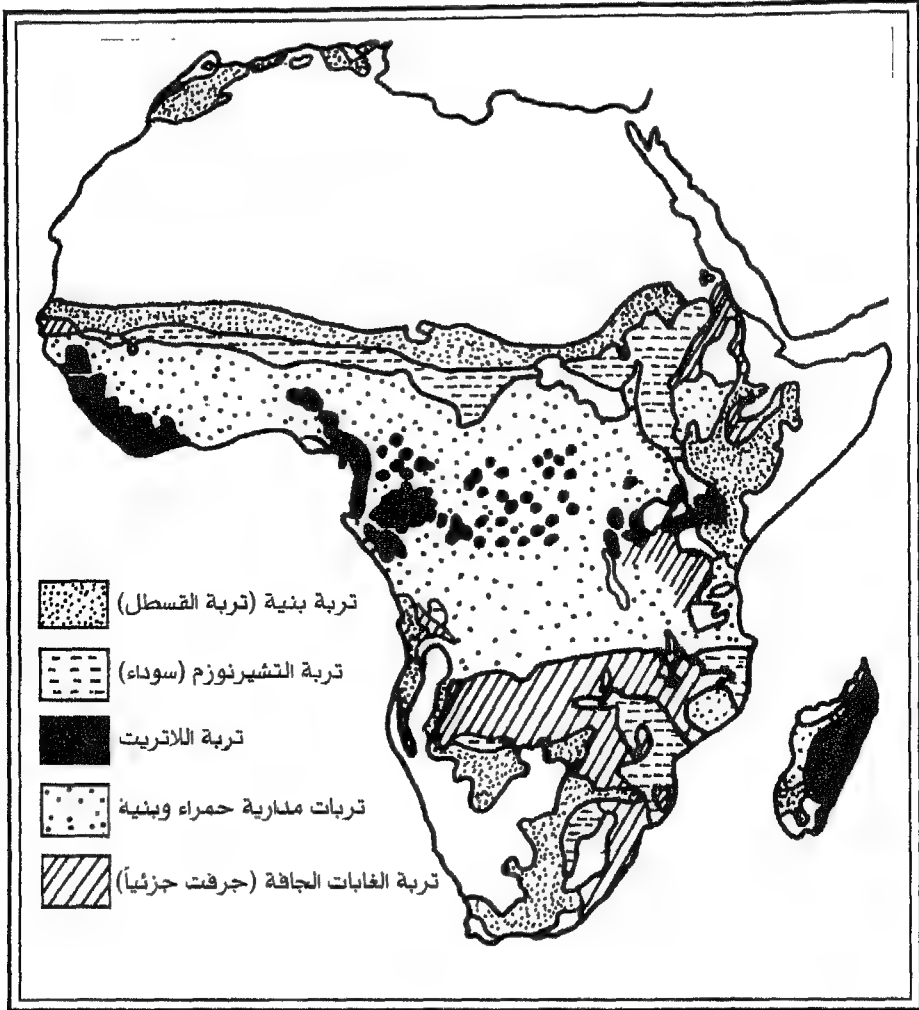 تربة بنية (تربة القسطل)
تربة التشيرنوزم (سوداء)
تربة اللاتريت
تربات مدارية حمراء وبنية
تربة الغابات الجافة (جرفت جزئياً)